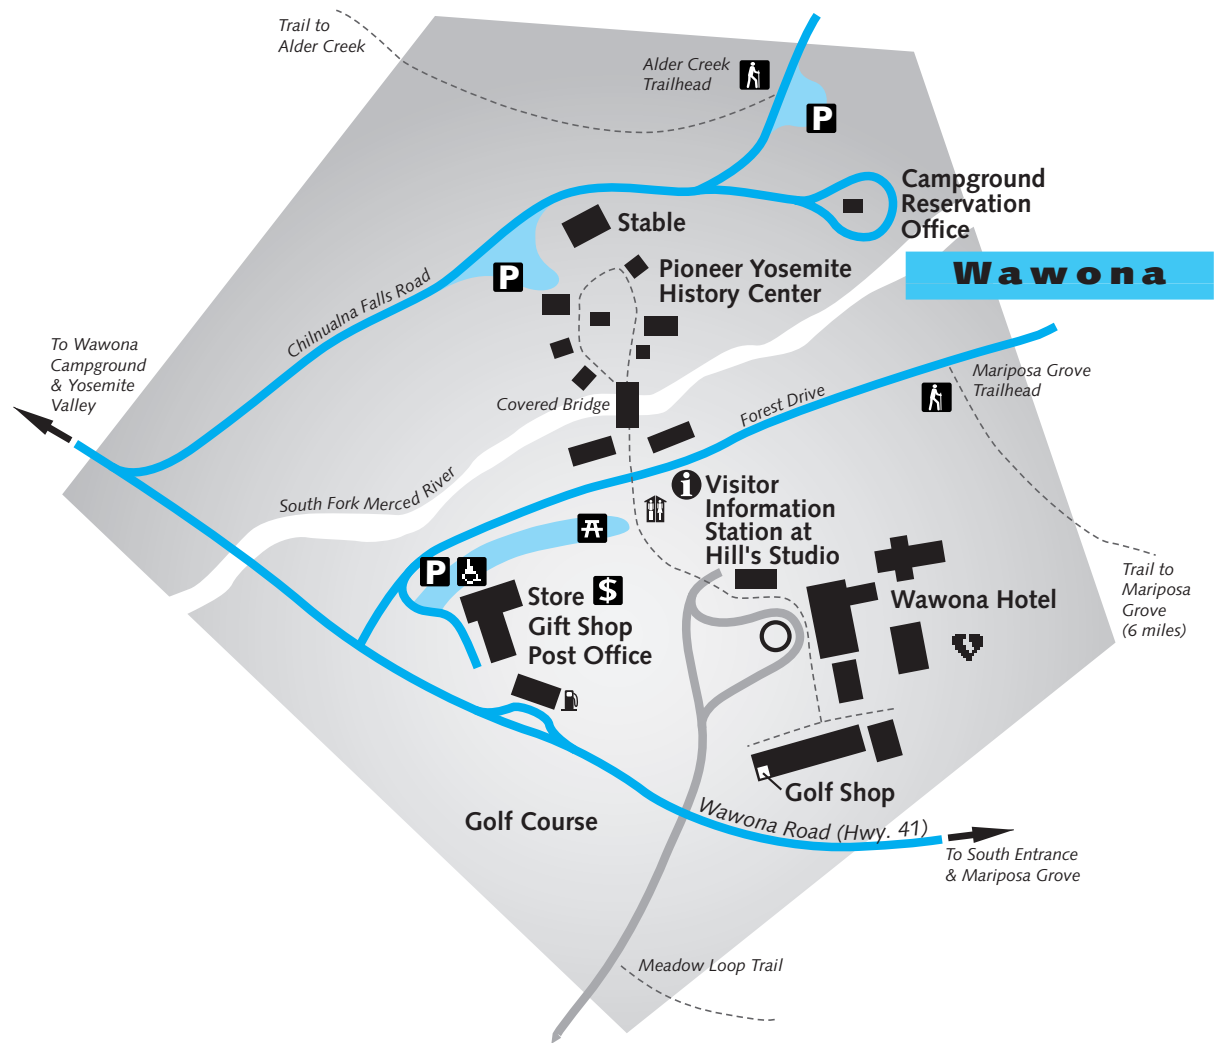 Trail to
Alder Creek
Alder Creek
Trailhead
P
Campground
Reservation
Office
Stable
Wawona
P
Pioneer Yosemite
History Center
Chilnualna Falls Road
To Wawona
Campground
& Yosemite
Valley
Mariposa Grove
Trailhead
Covered Bridge
Forest Drive
South Fork Merced River
i
Visitor
Information
Station at
Hill's Studio
P
Store $
Gift Shop
Post Office
Wawona Hotel
Trail to
Mariposa
Grove
(6 miles)
Golf Shop
Golf Course
Wawona Road (Hwy. 41)
To South Entrance
& Mariposa Grove
Meadow Loop Trail